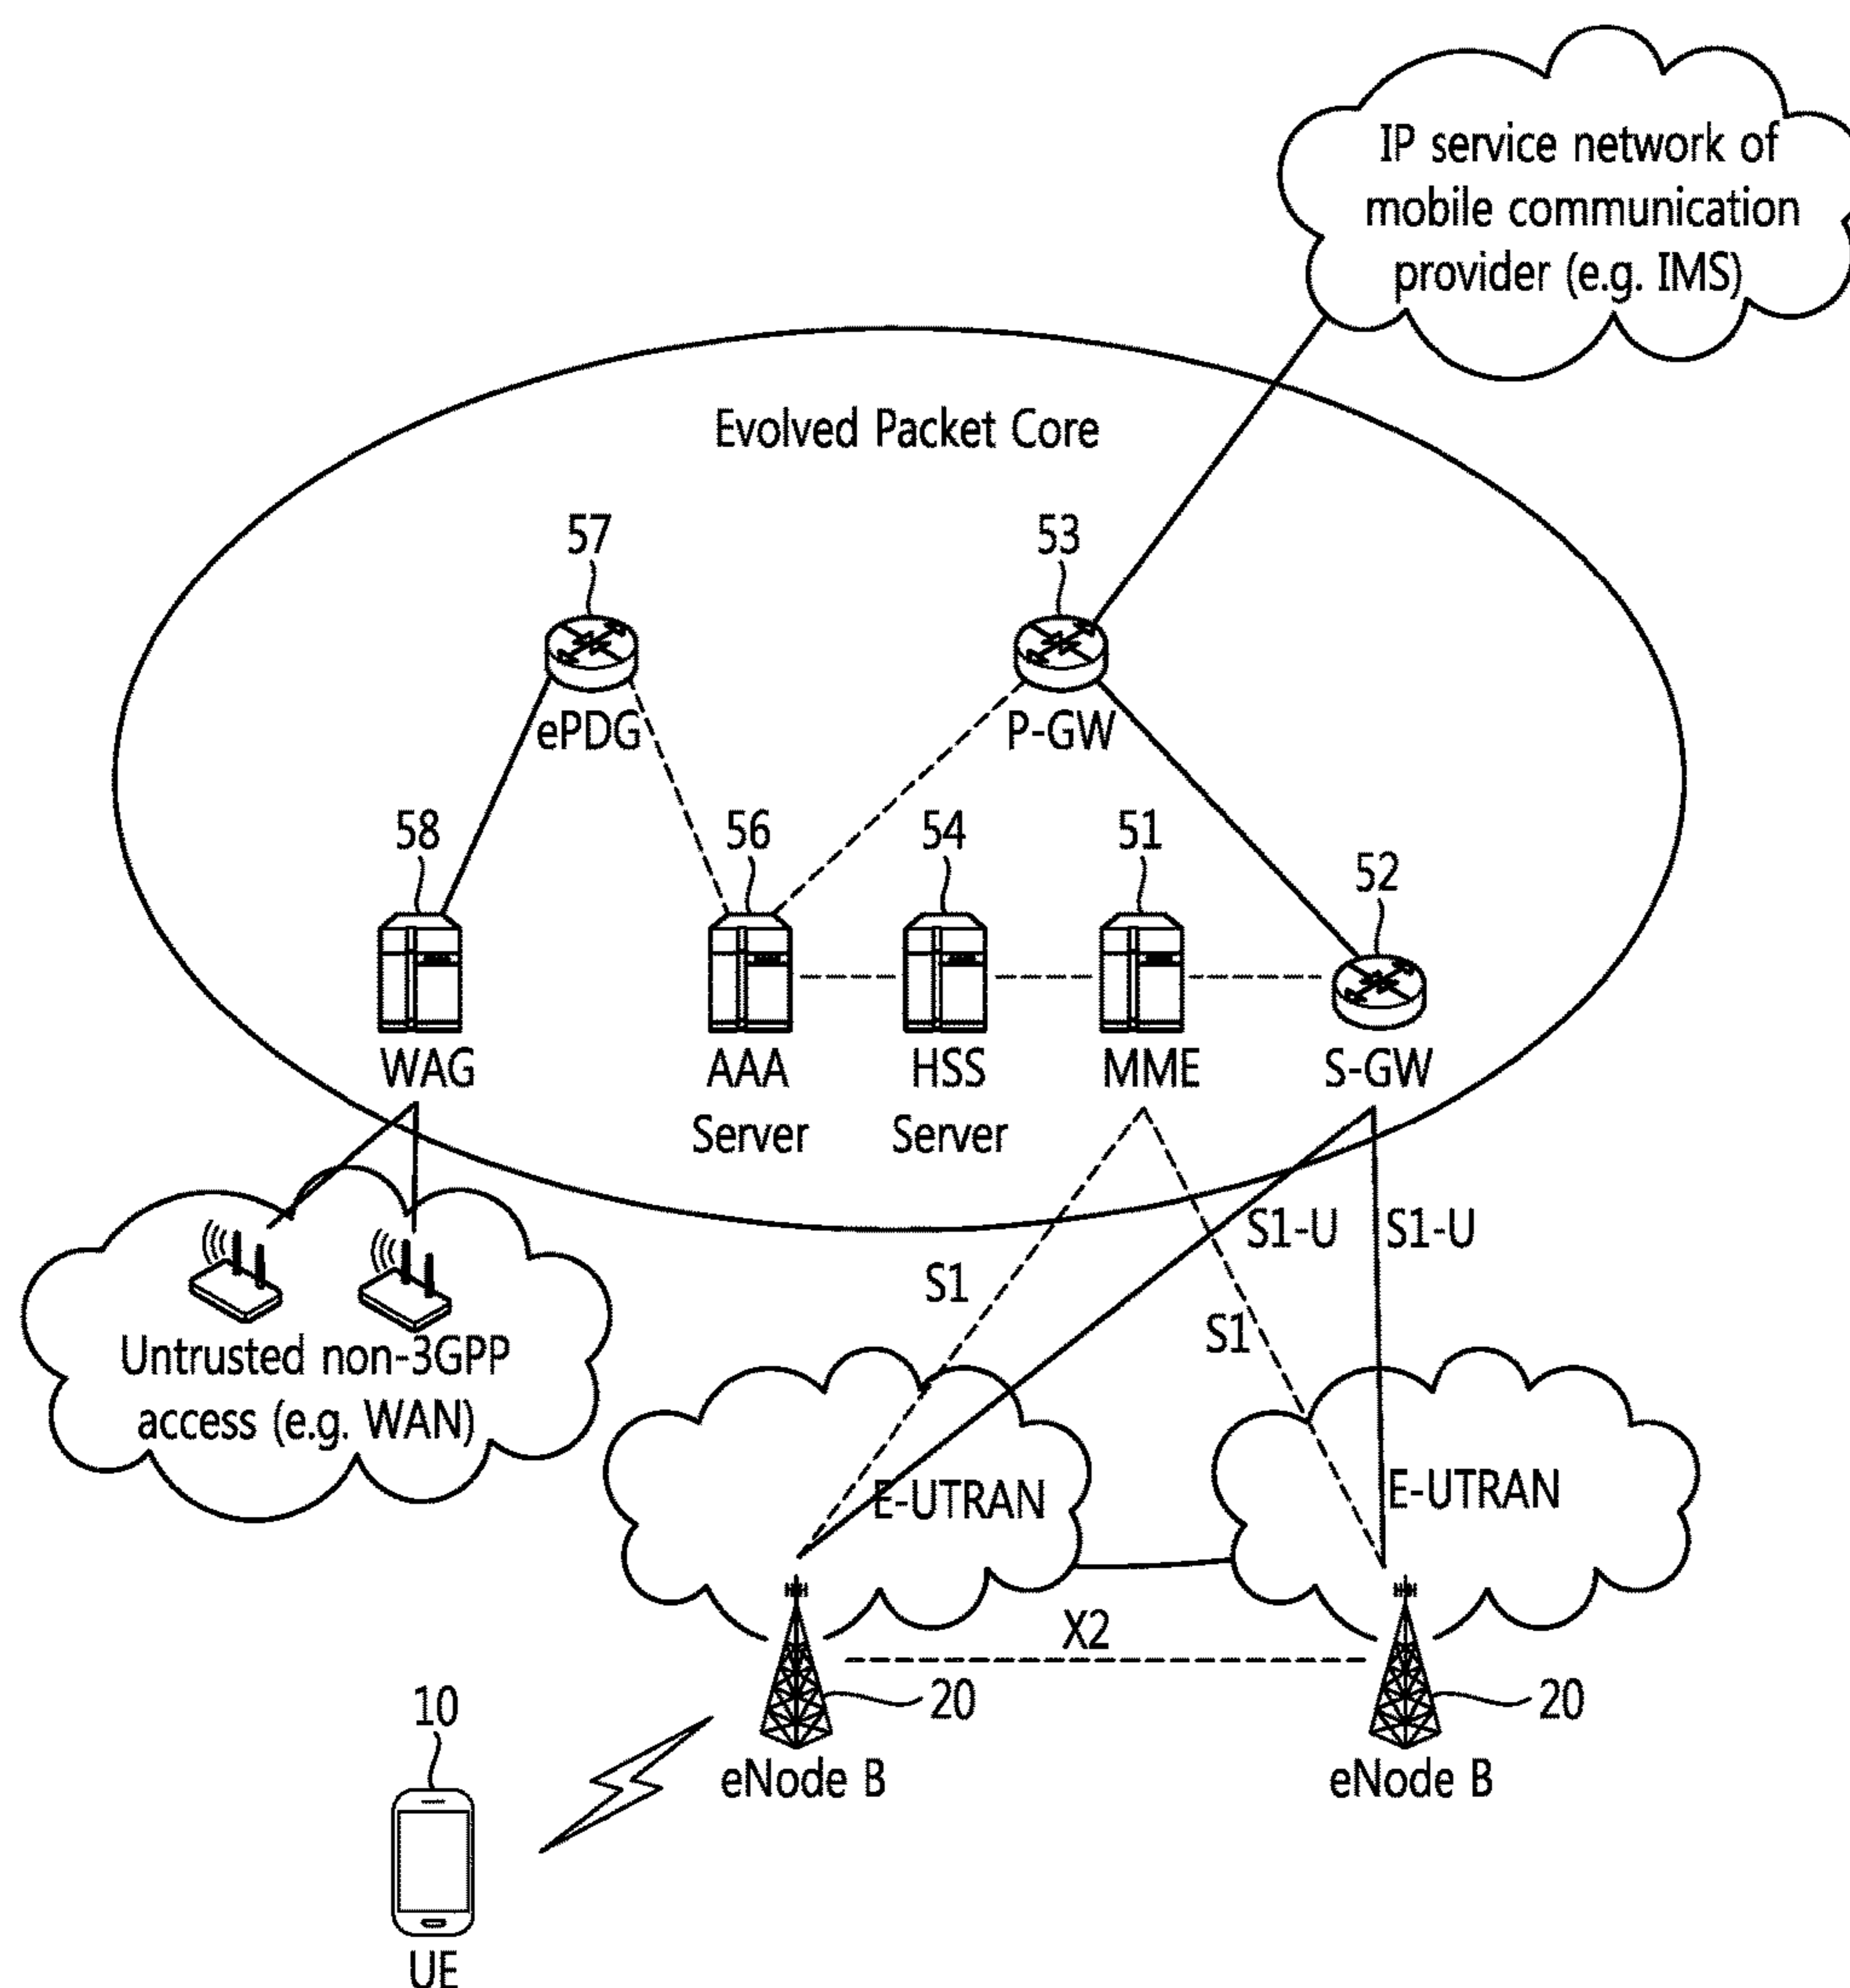 IP service network of
mobile communication
provider (e.g. IMS)
Evolved Packet Core
57
53
ePDG
P-GW
58
56
54
51
52
WAG
AAA
Server
HSS
Server
MME
S-GW
S1-U
S1-U
S1
S1
Untrusted non-3GPP
access (e.g. WAN)
E-UTRAN
E-UTRAN
X2
20
20
10
eNode B
eNode B
UE